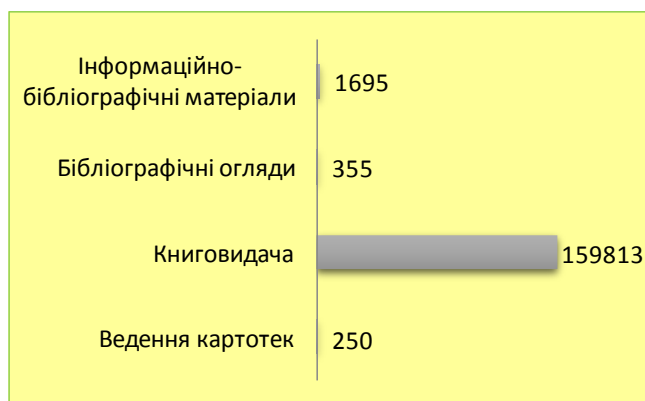 Інформаційно-
бібліографічні матеріали
1695
Бібліографічні огляди
355
Книговидача
159813
Ведення картотек
250